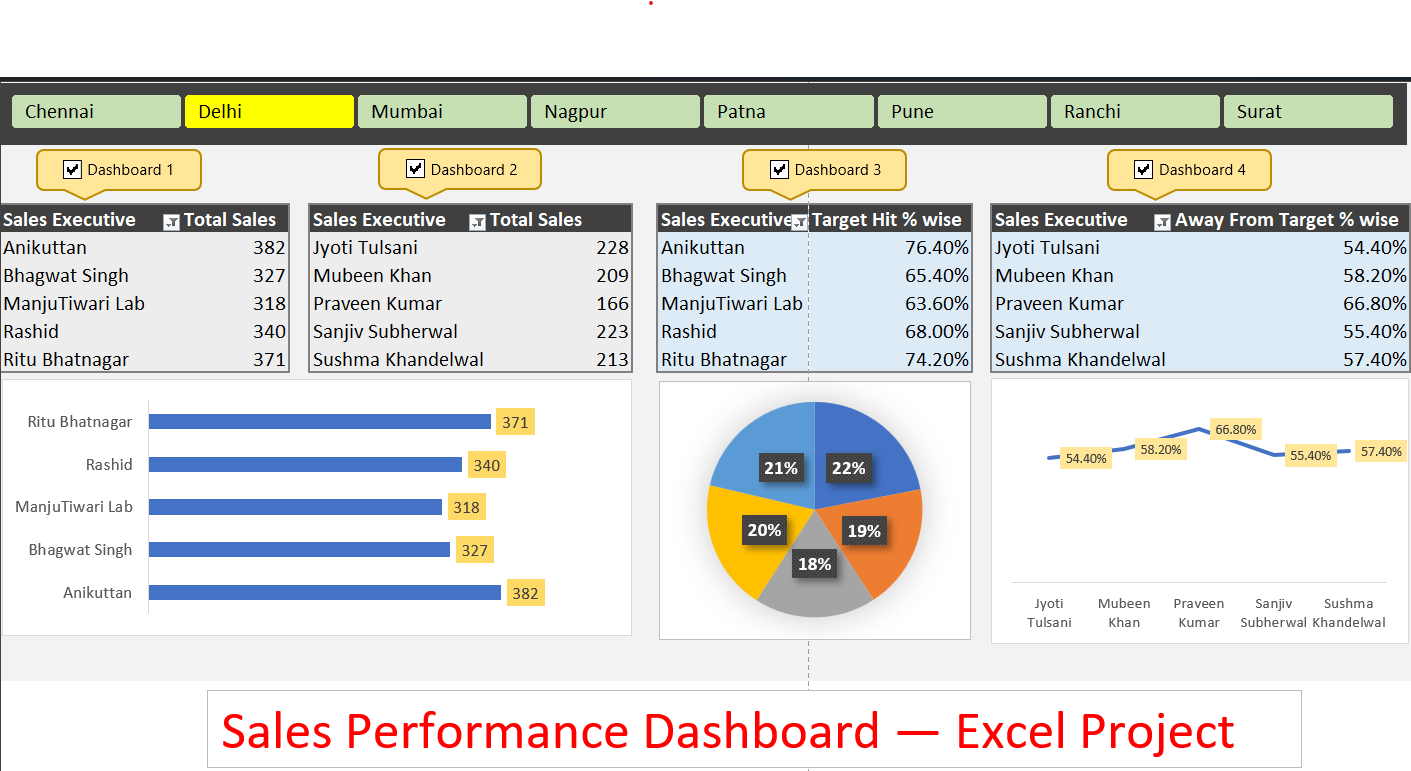 Chennai Delhi Mumbai Nagpur Patna Pune Ranchi Surat
Dashboard 1 Dashboard 2 Dashboard 3 Dashboard 4
Sales Executive Total Sales
Anikuttan 382
Bhagwat Singh 327
ManjuTiwari Lab 318
Rashid 340
Ritu Bhatnagar 371
Sales Executive Total Sales
Jyoti Tulsani 228
Mubeen Khan 209
Praveen Kumar 166
Sanjiv Subherwal 223
Sushma Khandelwal 213
Sales Executive Target Hit % wise
Anikuttan 76.40%
Bhagwat Singh 65.40%
ManjuTiwari Lab 63.60%
Rashid 68.00%
Ritu Bhatnagar 74.20%
Sales Executive Away From Target % wise
Jyoti Tulsani 54.40%
Mubeen Khan 58.20%
Praveen Kumar 66.80%
Sanjiv Subherwal 55.40%
Sushma Khandelwal 57.40%
Ritu Bhatnagar 371
Rashid 340
ManjuTiwari Lab 318
Bhagwat Singh 327
Anikuttan 382
21% 22%
20% 19%
18%
66.80%
54.40% 58.20% 55.40% 57.40%
Jyoti Mubeen Praveen Sanjiv Sushma
Tulsani Khan Kumar Subherwal Khandelwal
Sales Performance Dashboard — Excel Project